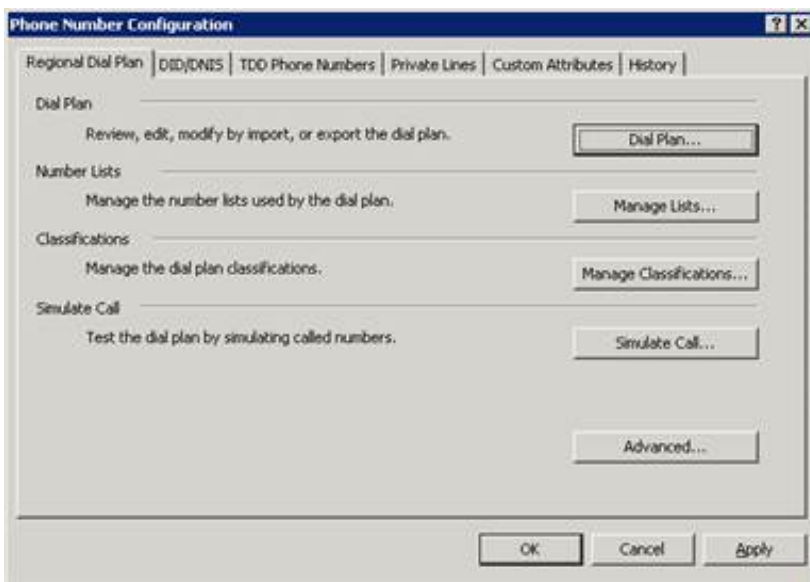 Phone Number Configuration
Regional Dial Plan DID/DNIS TDD Phone Numbers Private Lines Custom Attributes History
Dial Plan
Review, edit, modify by import, or export the dial plan.
Dial Plan...
Number Lists
Manage the number lists used by the dial plan.
Manage Lists...
Classifications
Manage the dial plan classifications.
Manage Classifications...
Simulate Call
Test the dial plan by simulating called numbers.
Simulate Call...
Advanced...
OK Cancel Apply